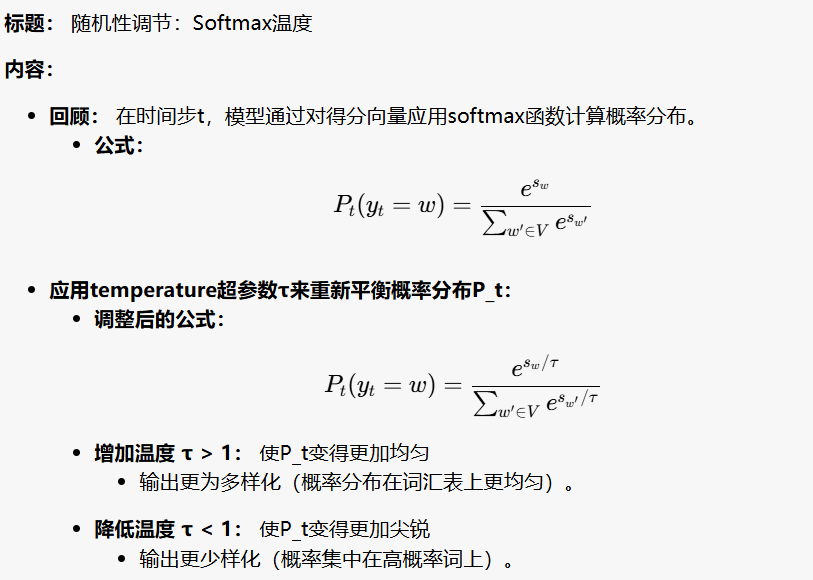 标题： 随机性调节：Softmax温度
内容：
• 回顾： 在时间步t，模型通过对得分向量应用softmax函数计算概率分布。
• 公式：
P_t(y_t = w) = \frac{e^{s_w}}{\sum_{w'∈V} e^{s_{w'}}}
• 应用temperature超参数τ来重新平衡概率分布P_t：
• 调整后的公式：
P_t(y_t = w) = \frac{e^{s_w/τ}}{\sum_{w'∈V} e^{s_{w'}/τ}}
• 增加温度 τ > 1： 使P_t变得更加均匀
• 输出更为多样化（概率分布在词汇表上更均匀）。
• 降低温度 τ < 1： 使P_t变得更加尖锐
• 输出更少样化（概率集中在高概率词上）。